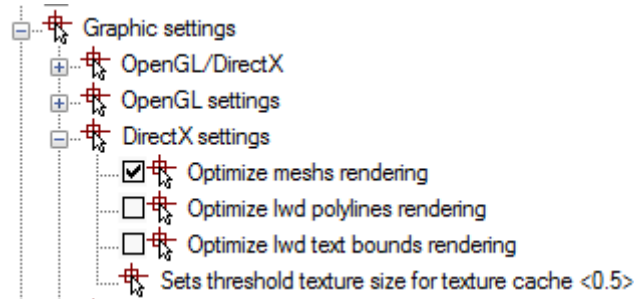 Graphic settings
OpenGL/DirectX
OpenGL settings
DirectX settings
Optimize meshs rendering
Optimize lwd polylines rendering
Optimize lwd text bounds rendering
Sets threshold texture size for texture cache <0.5>